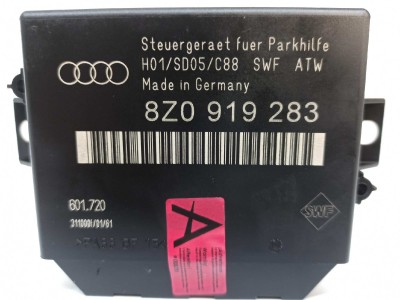 Steuergeraet fuer Parkhilfe
H01/SD05/C88 SWF ATW
Made in Germany
8Z0 919 283
601.720
A
SWF